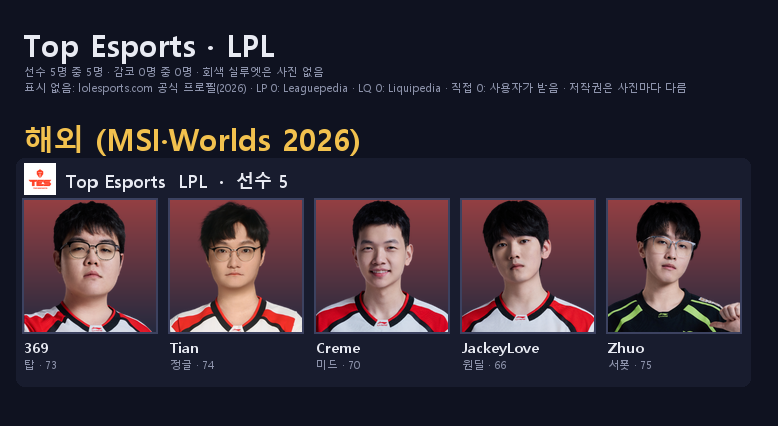 Top Esports · LPL
선수 5명 중 5명 · 감코 0명 중 0명 · 회색 실루엣은 사진 없음
표시 없음: lolesports.com 공식 프로필(2026) · LP 0: Leaguepedia · LQ 0: Liquipedia · 직접 0: 사용자가 받음 · 저작권은 사진마다 다름
해외 (MSI·Worlds 2026)
TES
Top Esports LPL · 선수 5
369
탑 · 73
Tian
정글 · 74
Creme
미드 · 70
JackeyLove
원딜 · 66
Zhuo
서폿 · 75